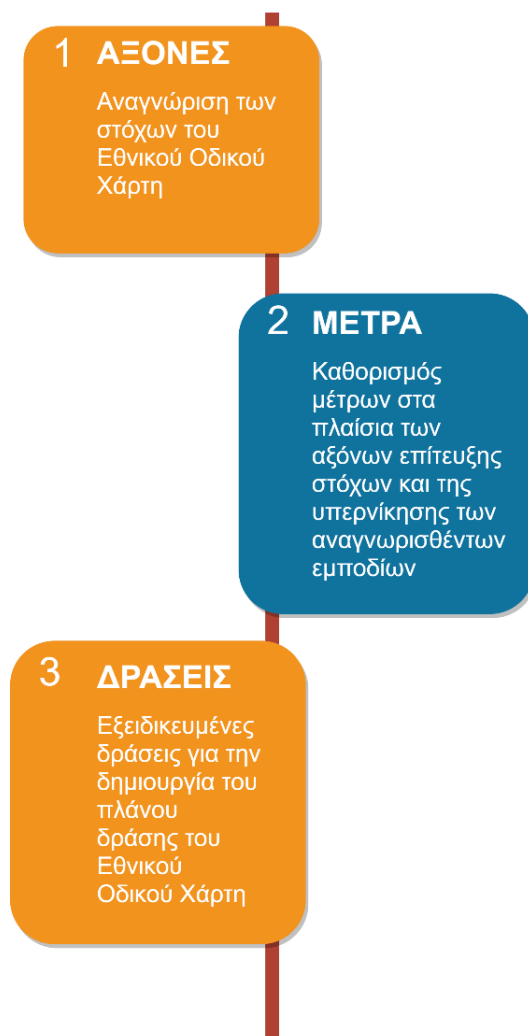 1 ΑΞΟΝΕΣ
Αναγνώριση των
στόχων του
Εθνικού Οδικού
Χάρτη
2 ΜΕΤΡΑ
Καθορισμός
μέτρων στα
πλαίσια των
αξόνων επίτευξης
στόχων και της
υπερνίκησης των
αναγνωρισθέντων
εμποδίων
3 ΔΡΑΣΕΙΣ
Εξειδικευμένες
δράσεις για την
δημιουργία του
πλάνου
δράσης του
Εθνικού
Οδικού Χάρτη